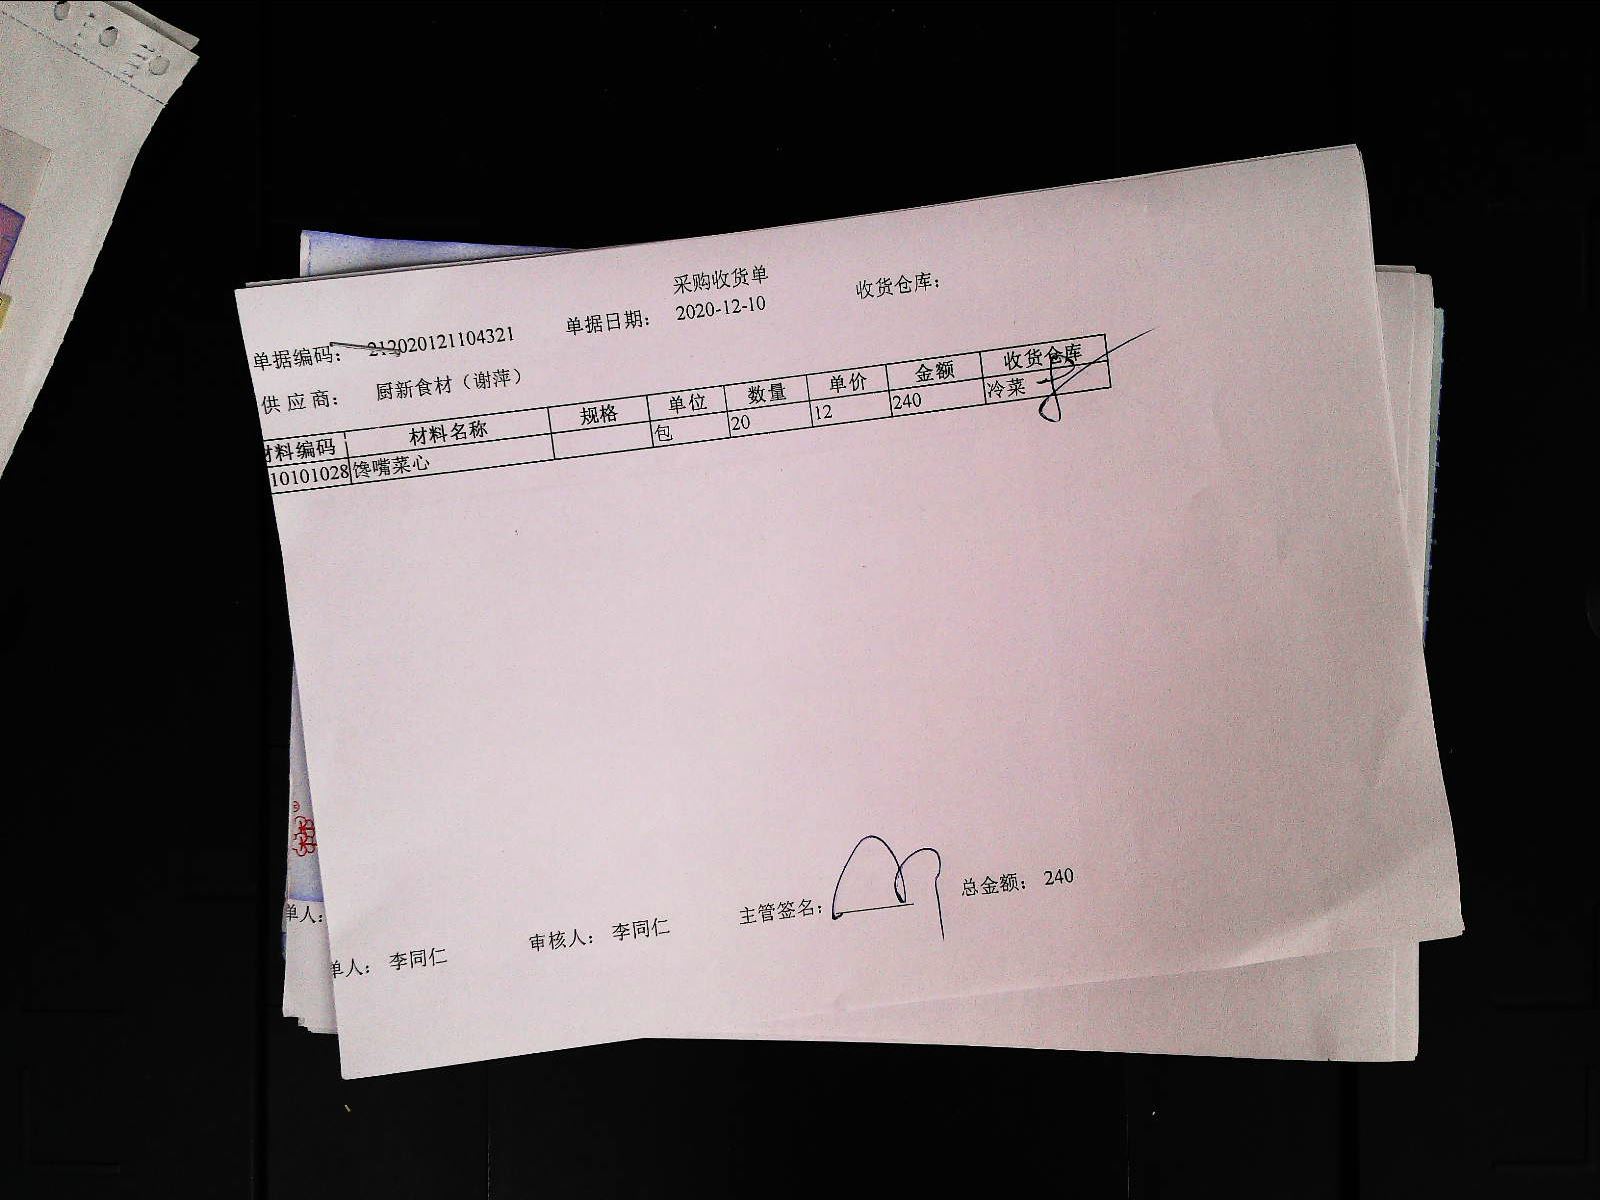 采购收货单
单据编码： 212020121104321 单据日期： 2020-12-10 收货仓库：
供应商： 厨新食材（谢萍）
材料编码 材料名称 规格 单位 数量 单价 金额 收货仓库
10101028 馋嘴菜心 包 20 12 240 冷菜
单人： 李同仁 审核人： 李同仁 主管签名： 总金额： 240
单人：